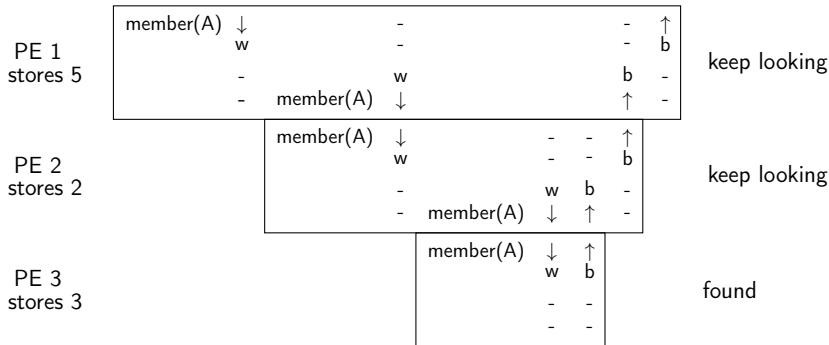 member(A) ↓ - - ↑
PE 1 w - - b keep looking
stores 5 - w b -
- member(A) ↓ ↑ -
member(A) ↓ - - ↑
PE 2 w - - b keep looking
stores 2 - w b -
- member(A) ↓ ↑ -
member(A) ↓ ↑
PE 3 w b found
stores 3 - -
- -